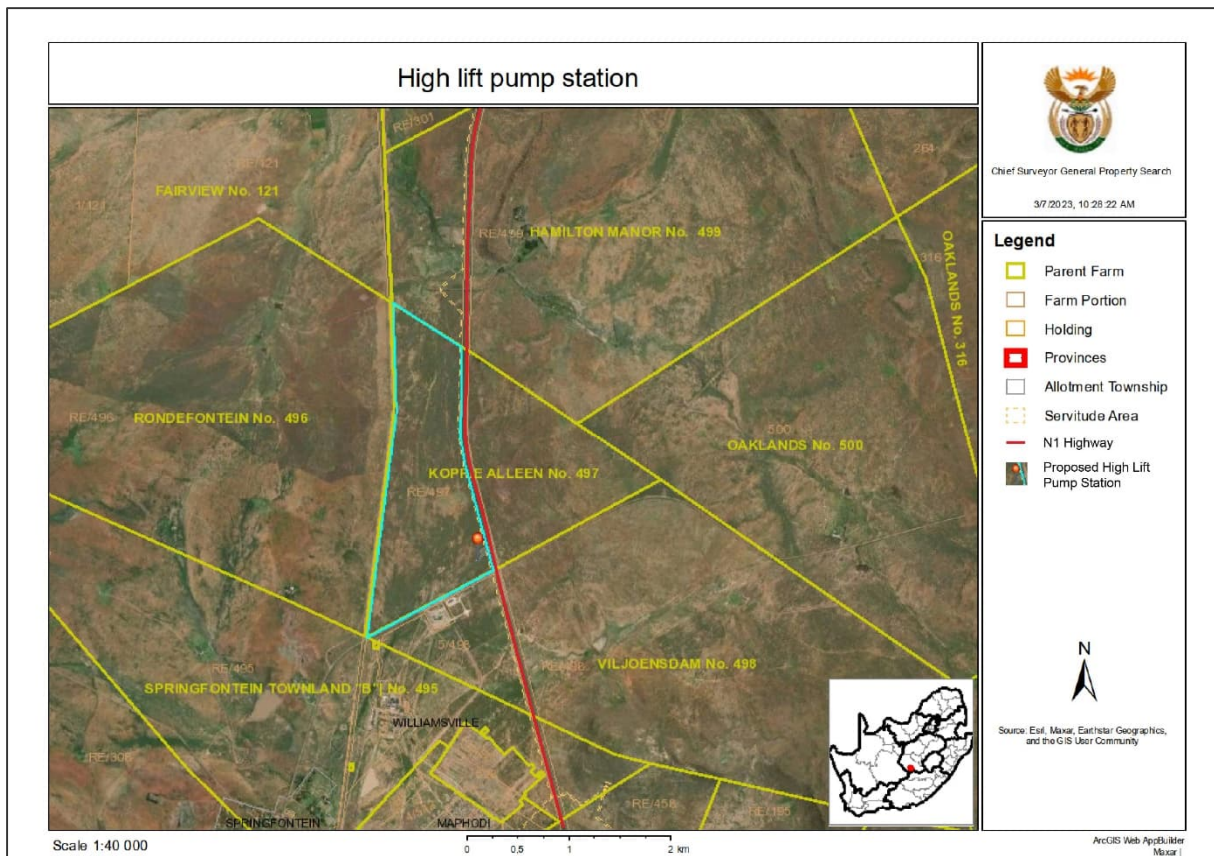 High lift pump station
RE/301
FAIRVIEW No. 121
1/121
264
RE/499
HAMILTON MANOR No. 499
316
OAKLANDS No. 316
RE/496
RONDEFONTEIN No. 496
500
OAKLANDS No. 500
KOPPIE ALLEEN No. 497
RE/497
5/498
RE/495
VILJOENSDAM No. 498
SPRINGFONTEIN TOWNLAND "B"| No. 495
WILLIAMSVILLE
RE/458
RE/195
SPRINGFONTEIN
MAPHODI
Scale 1:40 000
0 0,5 1 2 km
Chief Surveyor General Property Search
3/7/2023, 10:28:22 AM
Legend
Parent Farm
Farm Portion
Holding
Provinces
Allotment Township
Servitude Area
N1 Highway
Proposed High Lift
Pump Station
N
Source: Esri, Maxar, Earthstar Geographics,
and the GIS User Community
ArcGIS Web AppBuilder
Maxar |